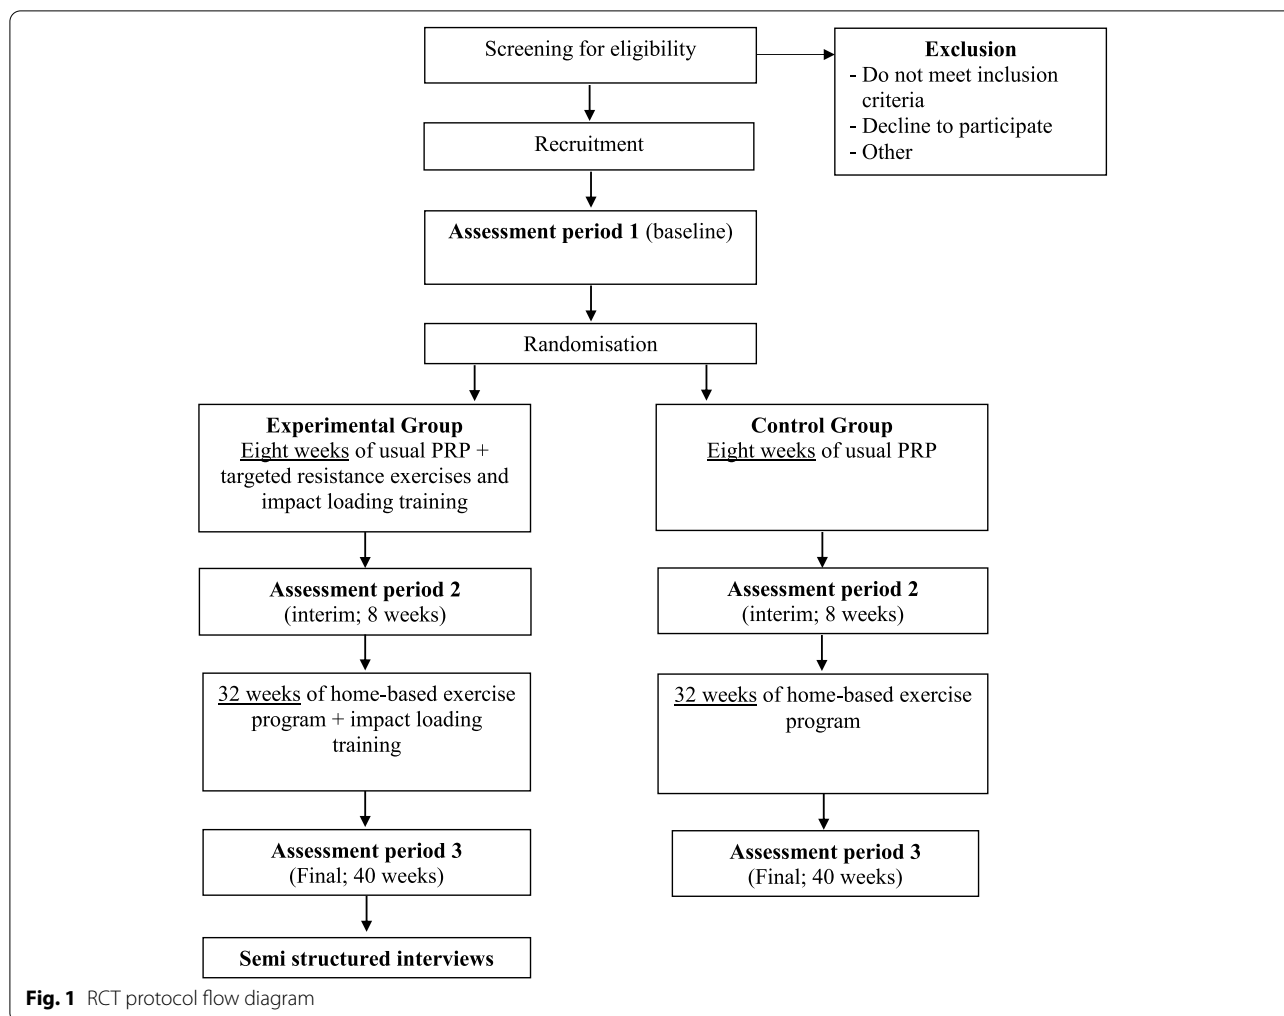 Screening for eligibility
Exclusion
- Do not meet inclusion
criteria
- Decline to participate
- Other
Recruitment
Assessment period 1 (baseline)
Randomisation
Experimental Group
Eight weeks of usual PRP +
targeted resistance exercises and
impact loading training
Control Group
Eight weeks of usual PRP
Assessment period 2
(interim; 8 weeks)
Assessment period 2
(interim; 8 weeks)
32 weeks of home-based exercise
program + impact loading
training
32 weeks of home-based exercise
program
Assessment period 3
(Final; 40 weeks)
Assessment period 3
(Final; 40 weeks)
Semi structured interviews
Fig. 1 RCT protocol flow diagram